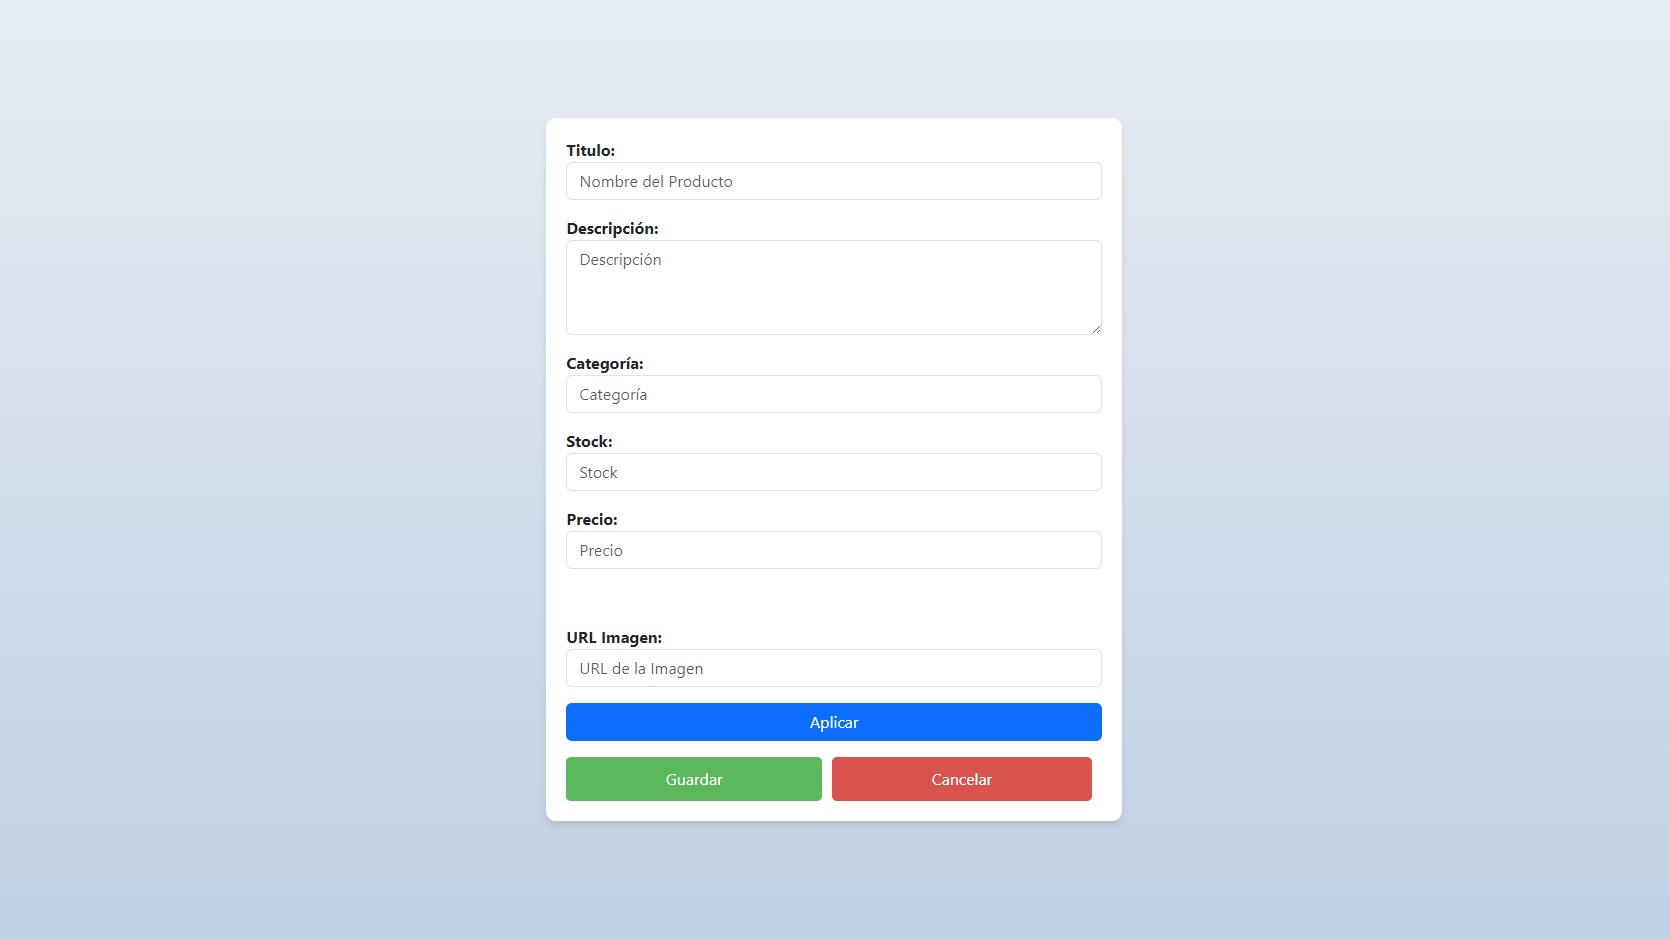 Titulo:
Nombre del Producto
Descripción:
Descripción
Categoría:
Categoría
Stock:
Stock
Precio:
Precio
URL Imagen:
URL de la Imagen
Aplicar
Guardar Cancelar